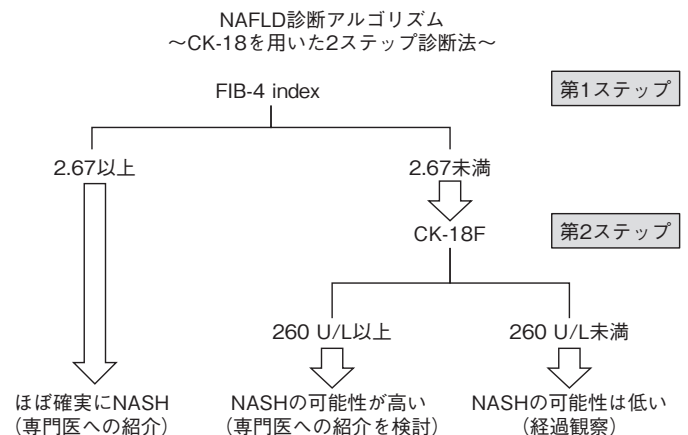 NAFLD診断アルゴリズム
〜CK-18を用いた2ステップ診断法〜
FIB-4 index
第1ステップ
2.67以上
2.67未満
CK-18F
第2ステップ
260 U/L以上
260 U/L未満
ほぼ確実にNASH
(専門医への紹介)
NASHの可能性が高い
(専門医への紹介を検討)
NASHの可能性は低い
(経過観察)